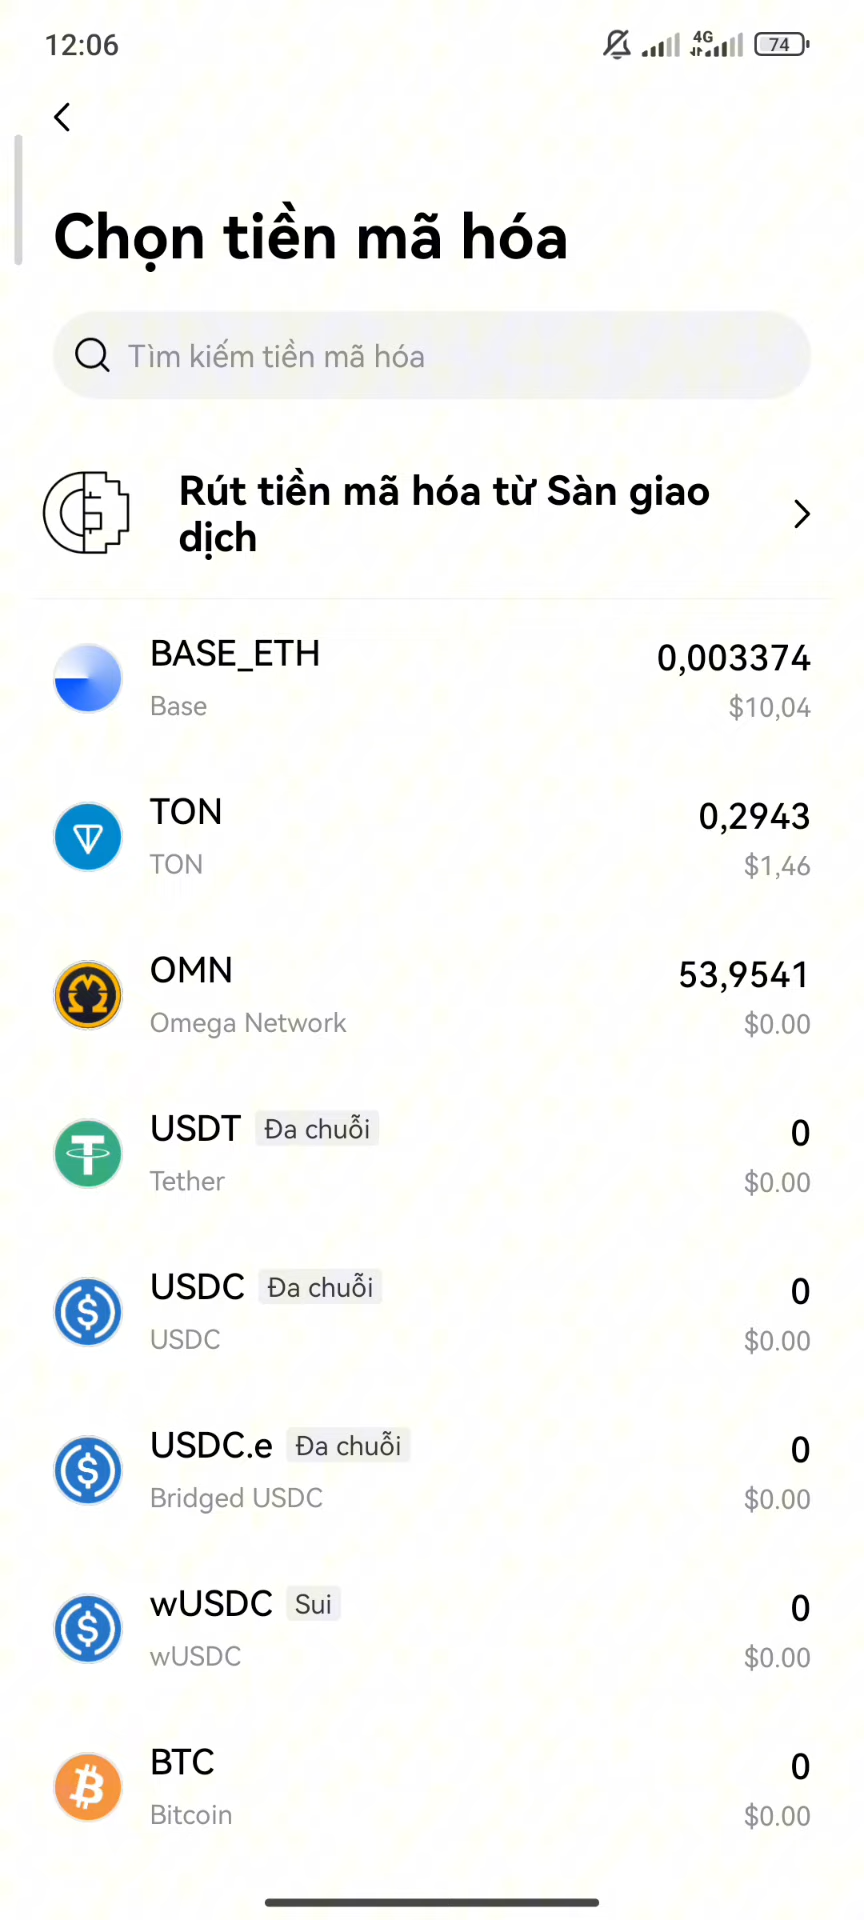 12:06
4G
74
Chọn tiền mã hóa
Tìm kiếm tiền mã hóa
Rút tiền mã hóa từ Sàn giao
dịch
BASE_ETH
0,003374
Base
$10,04
TON
0,2943
TON
$1,46
OMN
53,9541
Omega Network
$0.00
USDT Đa chuỗi
0
Tether
$0.00
USDC Đa chuỗi
0
USDC
$0.00
USDC.e Đa chuỗi
0
Bridged USDC
$0.00
wUSDC Sui
0
wUSDC
$0.00
BTC
0
Bitcoin
$0.00